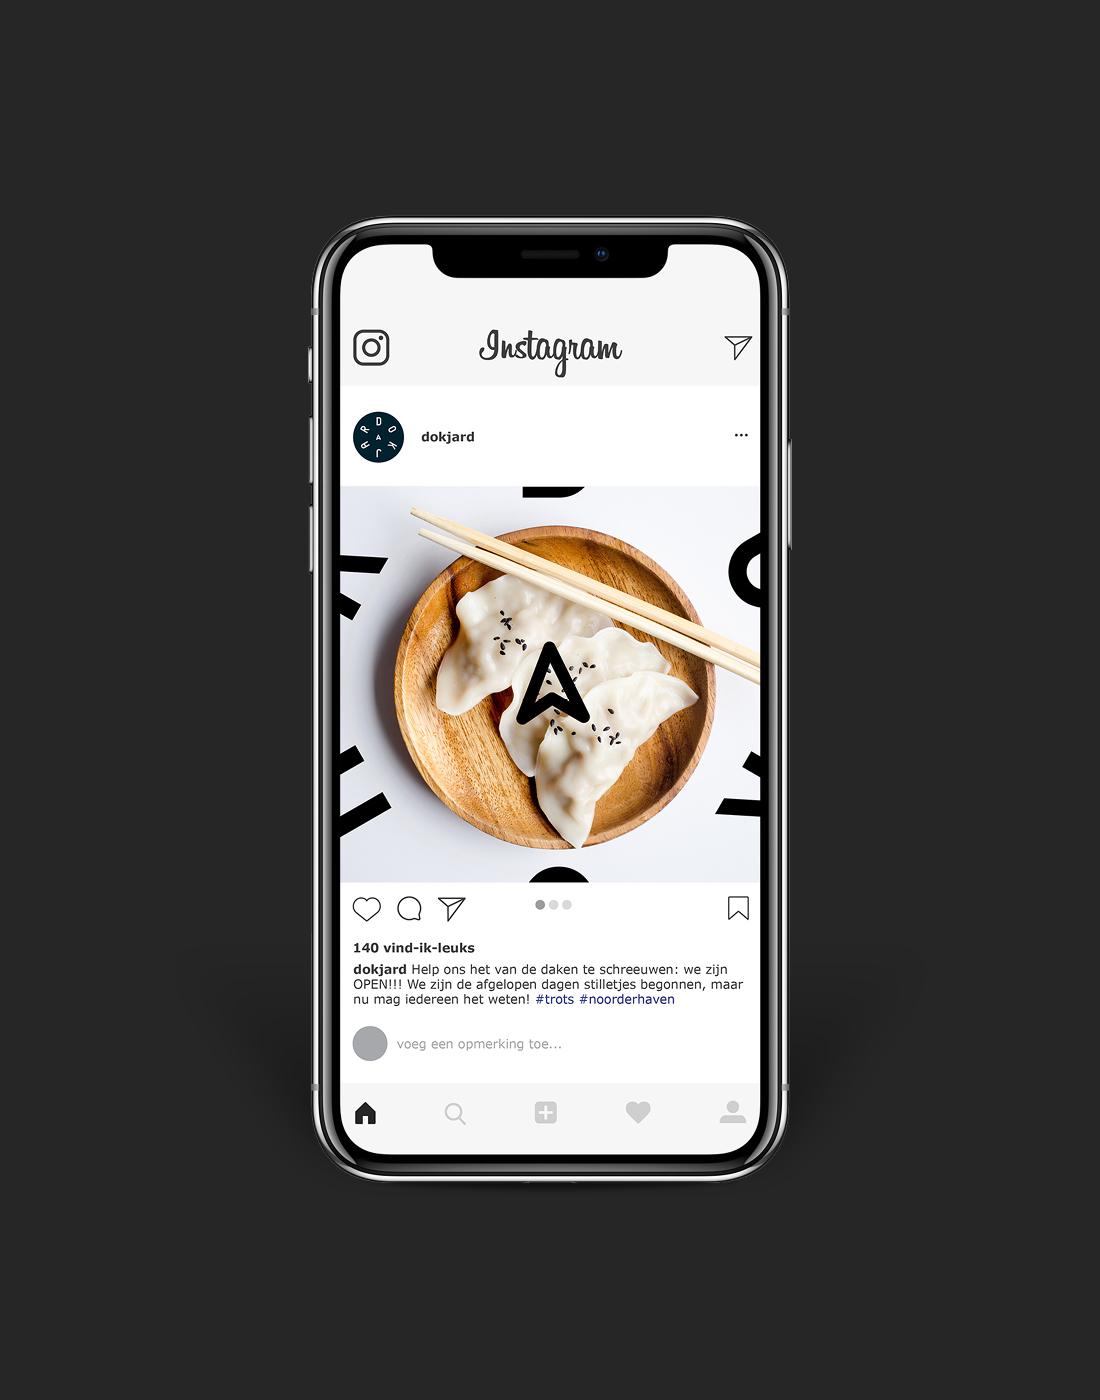 Instagram
DOKJARD
A
dokjard
D
O
K
J
A
R
A
140 vind-ik-leuks
dokjard Help ons het van de daken te schreeuwen: we zijn
OPEN!!! We zijn de afgelopen dagen stilletjes begonnen, maar
nu mag iedereen het weten! #trots #noorderhaven
voeg een opmerking toe...